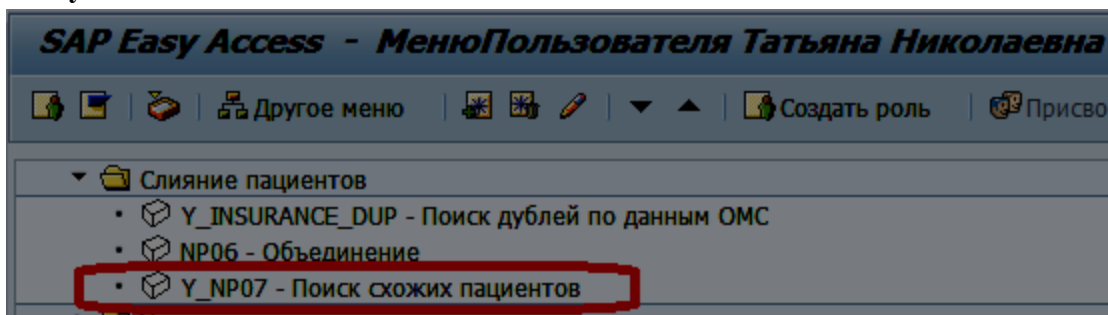 SAP Easy Access - МенюПользователя Татьяна Николаевна
Другое меню Создать роль Присво
Слияние пациентов
Y_INSURANCE_DUP - Поиск дублей по данным ОМС
NP06 - Объединение
Y_NP07 - Поиск схожих пациентов